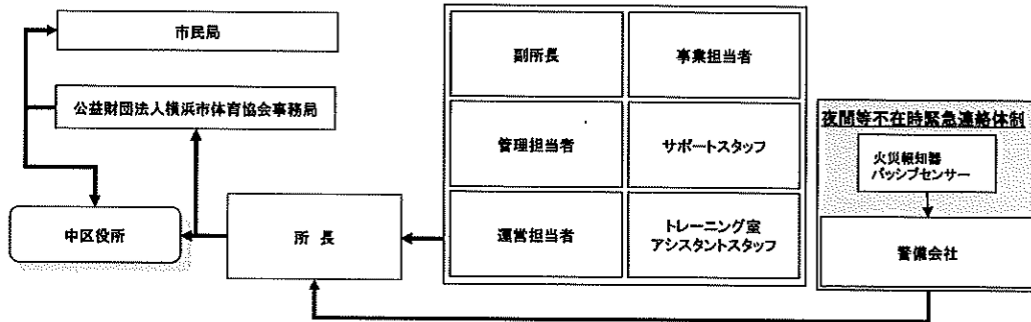 市民局
公益財団法人横浜市体育協会事務局
中区役所
所 長
副所長
事業担当者
管理担当者
サポートスタッフ
運営担当者
トレーニング室
アシスタントスタッフ
夜間等不在時緊急連絡体制
火災報知器
パッシブセンサー
警備会社